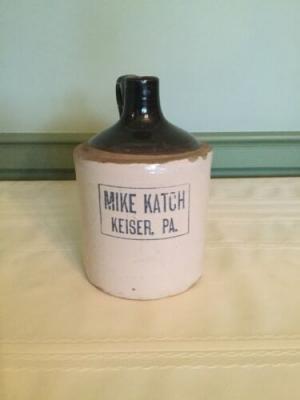 MIKE KATCH
KEISER, PA.